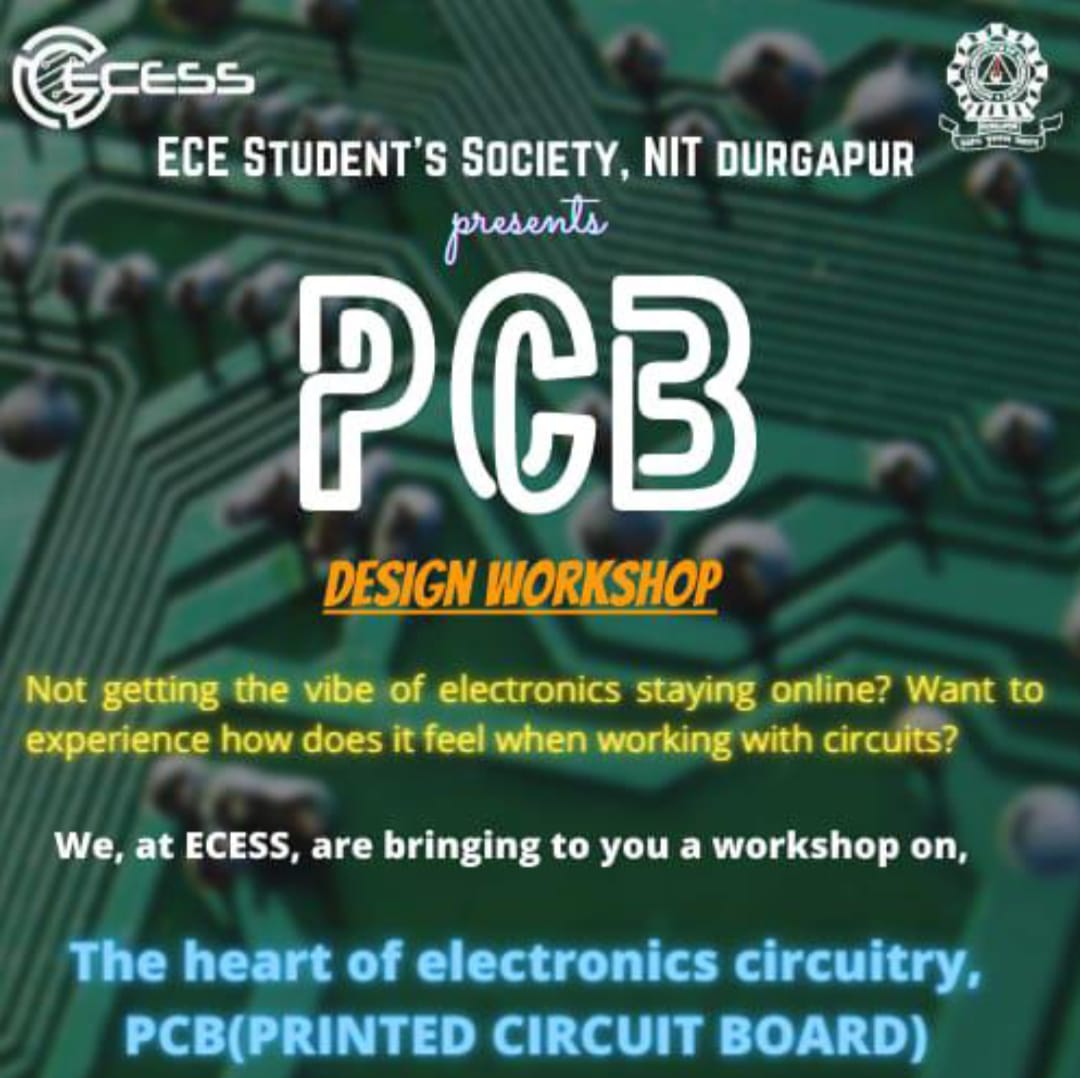 ECESS
ECE STUDENT'S SOCIETY, NIT DURGAPUR
presents
PCB
DESIGN WORKSHOP
Not getting the vibe of electronics staying online? Want to
experience how does it feel when working with circuits?
We, at ECESS, are bringing to you a workshop on,
The heart of electronics circuitry,
PCB(PRINTED CIRCUIT BOARD)